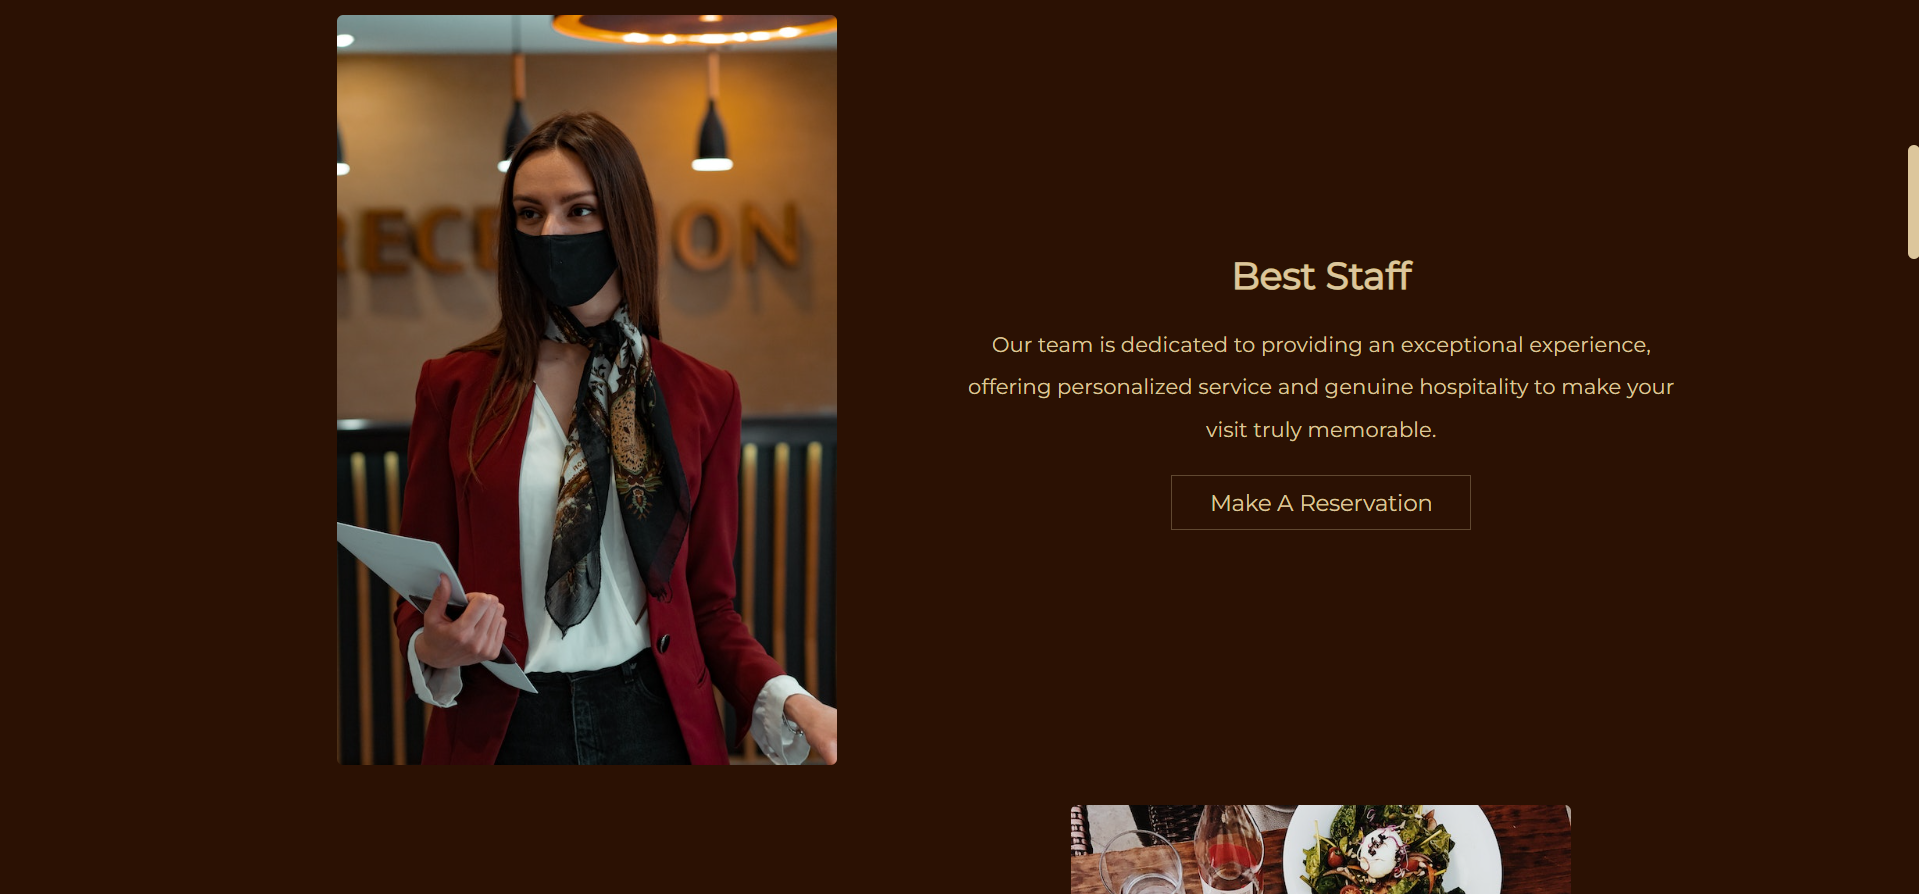 RECE ION
Best Staff
Our team is dedicated to providing an exceptional experience,
offering personalized service and genuine hospitality to make your
visit truly memorable.
Make A Reservation